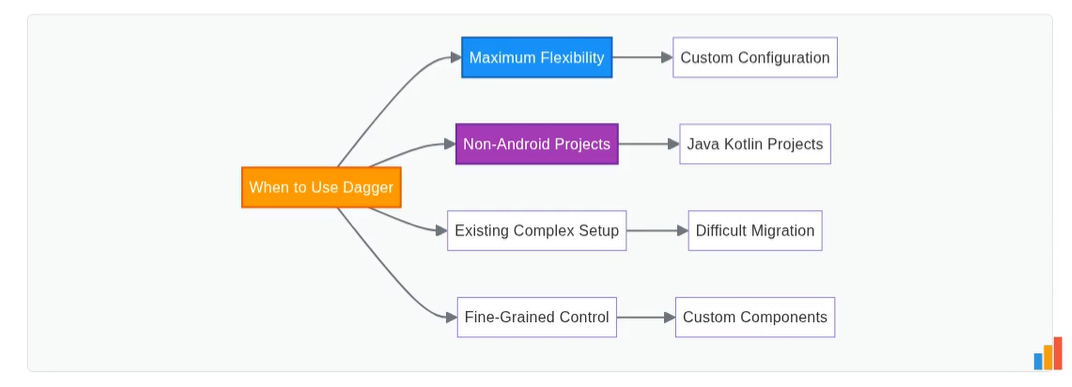 When to Use Dagger
Maximum Flexibility
Custom Configuration
Non-Android Projects
Java Kotlin Projects
Existing Complex Setup
Difficult Migration
Fine-Grained Control
Custom Components